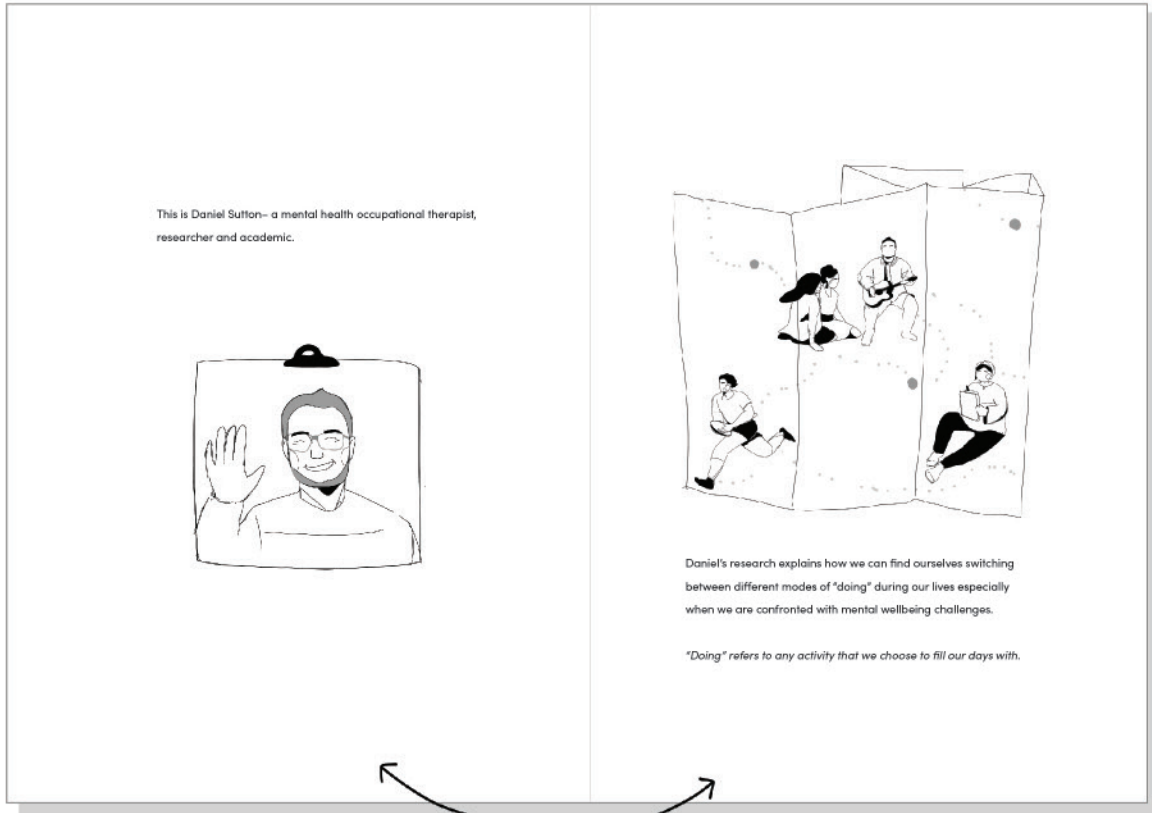 This is Daniel Sutton– a mental health occupational therapist,
researcher and academic.
Daniel's research explains how we can find ourselves switching
between different modes of "doing" during our lives especially
when we are confronted with mental wellbeing challenges.
"Doing" refers to any activity that we choose to fill our days with.